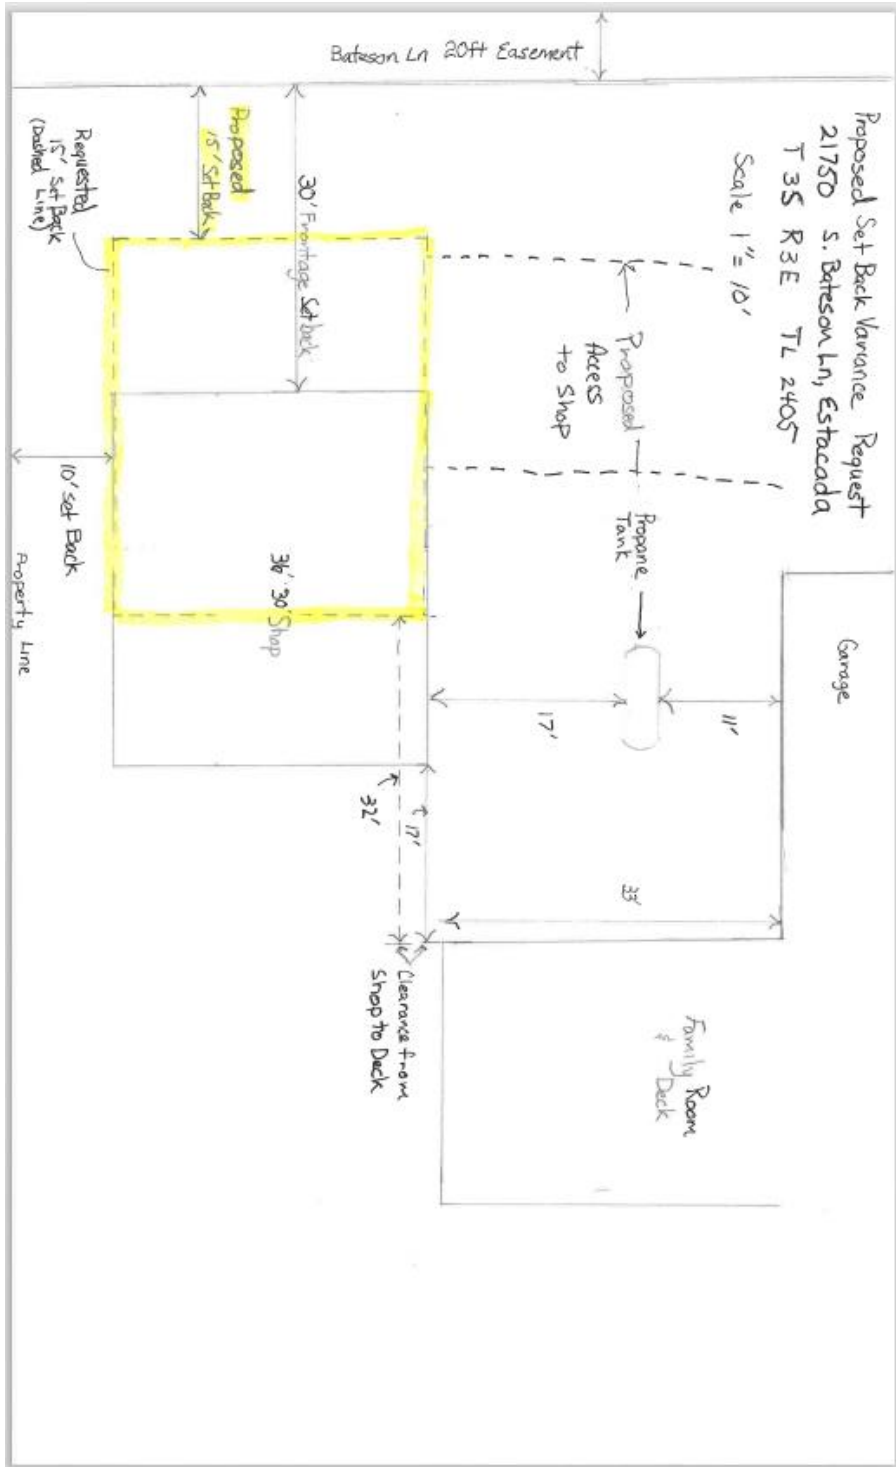 Bateson Ln 20ft Easement
Proposed Set Back Variance Request
21750 S. Bateson Ln, Estacada
T 3S R3E TL 2405
Scale 1"=10'
Proposed
15' Set Back
30' Frontage Setback
Requested
15' Set Back
(Dashed Line)
Proposed
Access
to Shop
10' Set Back
Property Line
36' 30' Shop
Propane
Tank
Garage
17'
11'
17'
32'
33'
Clearance from
Shop to Deck
Family Room
& Deck